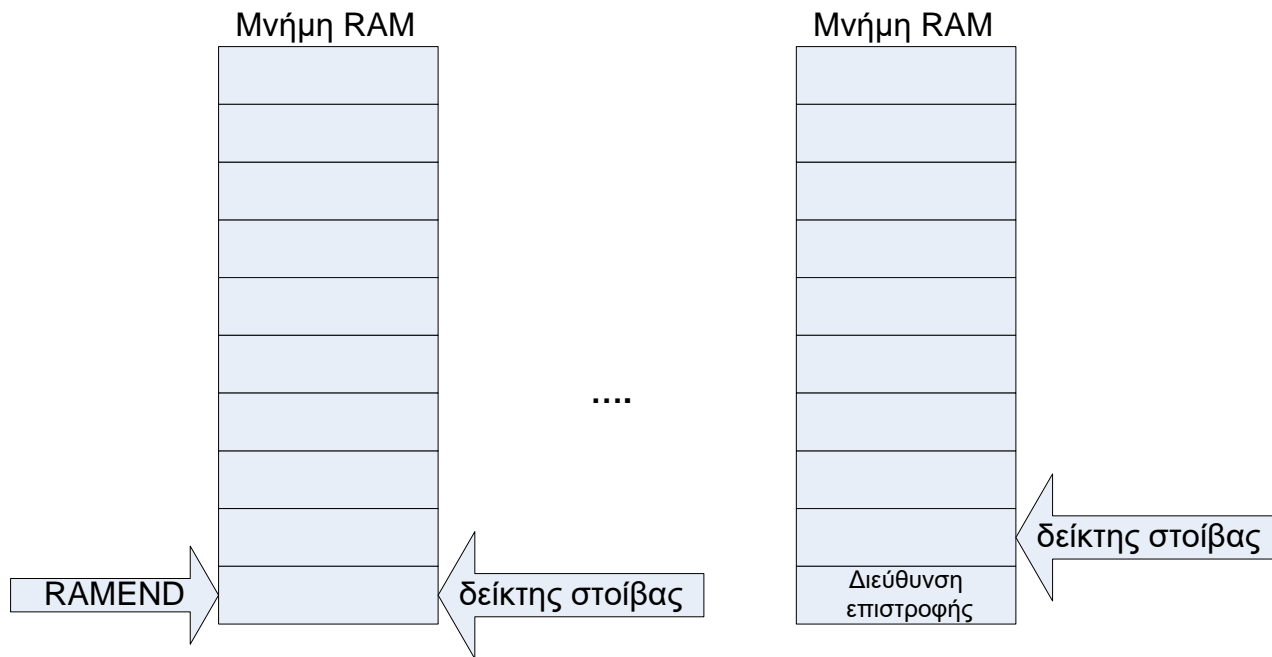 Μνήμη RAM
Μνήμη RAM
....
δείκτης στοίβας
RAMEND
δείκτης στοίβας
Διεύθυνση
επιστροφής